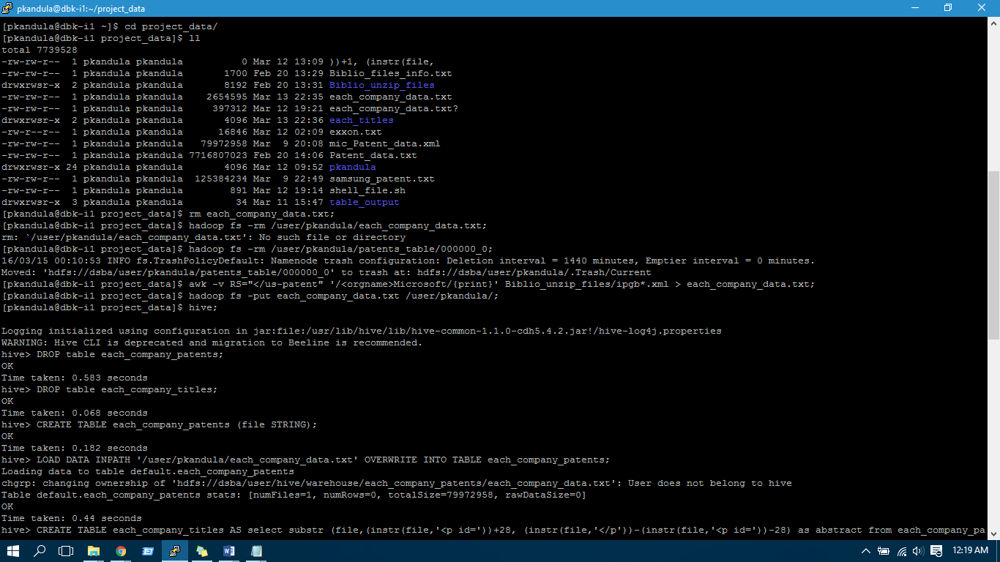 pkandula@dbk-i1:~/project_data
[pkandula@dbk-i1 ~]$ cd project_data/
[pkandula@dbk-i1 project_data]$ ll
total 7739528
-rw-rw-r--  1 pkandula pkandula          0 Mar 12 13:09 ))+1, (instr(file,
-rw-rw-r--  1 pkandula pkandula       1700 Feb 20 13:29 Biblio_files_info.txt
drwxrwsr-x  2 pkandula pkandula       8192 Feb 20 13:31 Biblio_unzip_files
-rw-rw-r--  1 pkandula pkandula    2654595 Mar 13 22:35 each_company_data.txt
-rw-rw-r--  1 pkandula pkandula     397312 Mar 12 19:21 each_company_data.txt?
drwxrwsr-x  2 pkandula pkandula       4096 Mar 13 22:36 each_titles
-rw-r--r--  1 pkandula pkandula      16846 Mar 12 02:09 exxon.txt
-rw-rw-r--  1 pkandula pkandula   79972958 Mar  9 20:08 mic_Patent_data.xml
-rw-rw-r--  1 pkandula pkandula 7716807023 Feb 20 14:06 Patent_data.txt
drwxrwsr-x 24 pkandula pkandula       4096 Mar 12 09:52 pkandula
-rw-rw-r--  1 pkandula pkandula  125384234 Mar  9 22:49 samsung_patent.txt
-rw-rw-r--  1 pkandula pkandula        891 Mar 12 19:14 shell_file.sh
drwxrwsr-x  3 pkandula pkandula         34 Mar 11 15:47 table_output
[pkandula@dbk-i1 project_data]$ rm each_company_data.txt;
[pkandula@dbk-i1 project_data]$ hadoop fs -rm /user/pkandula/each_company_data.txt;
rm: `/user/pkandula/each_company_data.txt': No such file or directory
[pkandula@dbk-i1 project_data]$ hadoop fs -rm /user/pkandula/patents_table/000000_0;
16/03/15 00:10:53 INFO fs.TrashPolicyDefault: Namenode trash configuration: Deletion interval = 1440 minutes, Emptier interval = 0 minutes.
Moved: 'hdfs://dsba/user/pkandula/patents_table/000000_0' to trash at: hdfs://dsba/user/pkandula/.Trash/Current
[pkandula@dbk-i1 project_data]$ awk -v RS="</us-patent" '/<orgname>Microsoft/{print}' Biblio_unzip_files/ipgb*.xml > each_company_data.txt;
[pkandula@dbk-i1 project_data]$ hadoop fs -put each_company_data.txt /user/pkandula/;
[pkandula@dbk-i1 project_data]$ hive;
Logging initialized using configuration in jar:file:/usr/lib/hive/lib/hive-common-1.1.0-cdh5.4.2.jar!/hive-log4j.properties
WARNING: Hive CLI is deprecated and migration to Beeline is recommended.
hive> DROP table each_company_patents;
OK
Time taken: 0.583 seconds
hive> DROP table each_company_titles;
OK
Time taken: 0.068 seconds
hive> CREATE TABLE each_company_patents (file STRING);
OK
Time taken: 0.182 seconds
hive> LOAD DATA INPATH '/user/pkandula/each_company_data.txt' OVERWRITE INTO TABLE each_company_patents;
Loading data to table default.each_company_patents
chgrp: changing ownership of 'hdfs://dsba/user/hive/warehouse/each_company_patents/each_company_data.txt': User does not belong to hive
Table default.each_company_patents stats: [numFiles=1, numRows=0, totalSize=79972958, rawDataSize=0]
OK
Time taken: 0.44 seconds
hive> CREATE TABLE each_company_titles AS select substr (file,(instr(file,'<p id='))+28, (instr(file,'</p'))-(instr(file,'<p id='))-28) as abstract from each_company_pa
12:19 AM